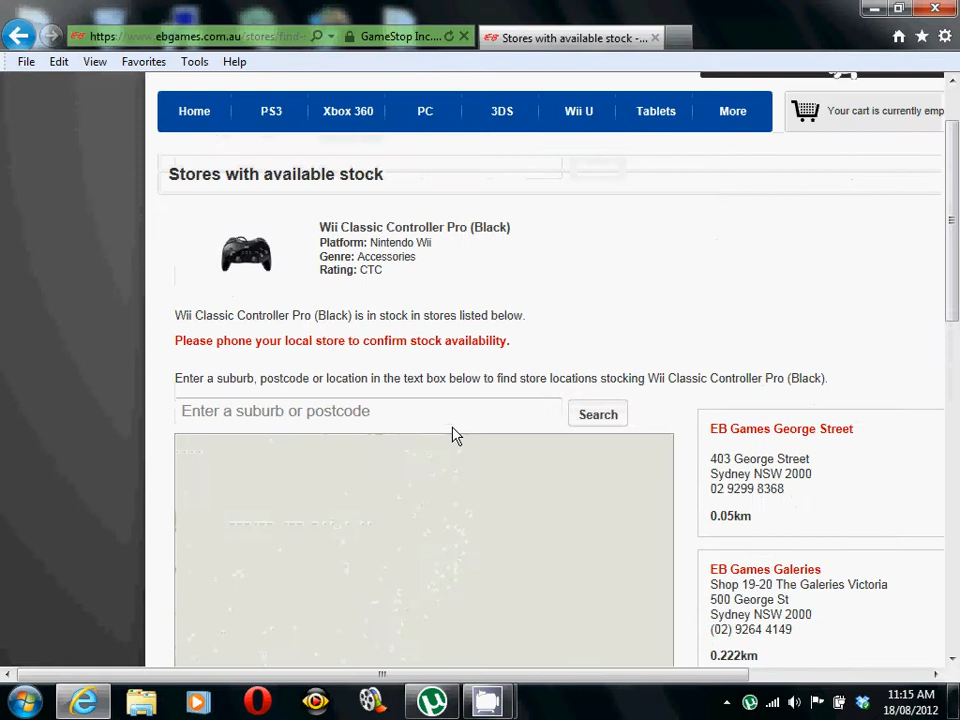 https://www.ebgames.com.au/stores/find-
GameStop Inc....
Stores with available stock -...
File Edit View Favorites Tools Help
Home PS3 Xbox 360 PC 3DS Wii U Tablets More
Your cart is currently emp
Stores with available stock
Wii Classic Controller Pro (Black)
Platform: Nintendo Wii
Genre: Accessories
Rating: CTC
Wii Classic Controller Pro (Black) is in stock in stores listed below.
Please phone your local store to confirm stock availability.
Enter a suburb, postcode or location in the text box below to find store locations stocking Wii Classic Controller Pro (Black).
Enter a suburb or postcode
Search
EB Games George Street
403 George Street
Sydney NSW 2000
02 9299 8368
0.05km
EB Games Galeries
Shop 19-20 The Galeries Victoria
500 George St
Sydney NSW 2000
(02) 9264 4149
0.222km
11:15 AM
18/08/2012